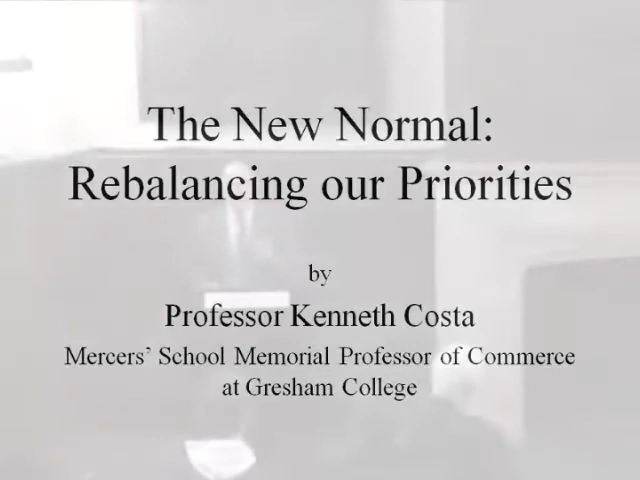 The New Normal:
Rebalancing our Priorities
by
Professor Kenneth Costa
Mercers’ School Memorial Professor of Commerce
at Gresham College